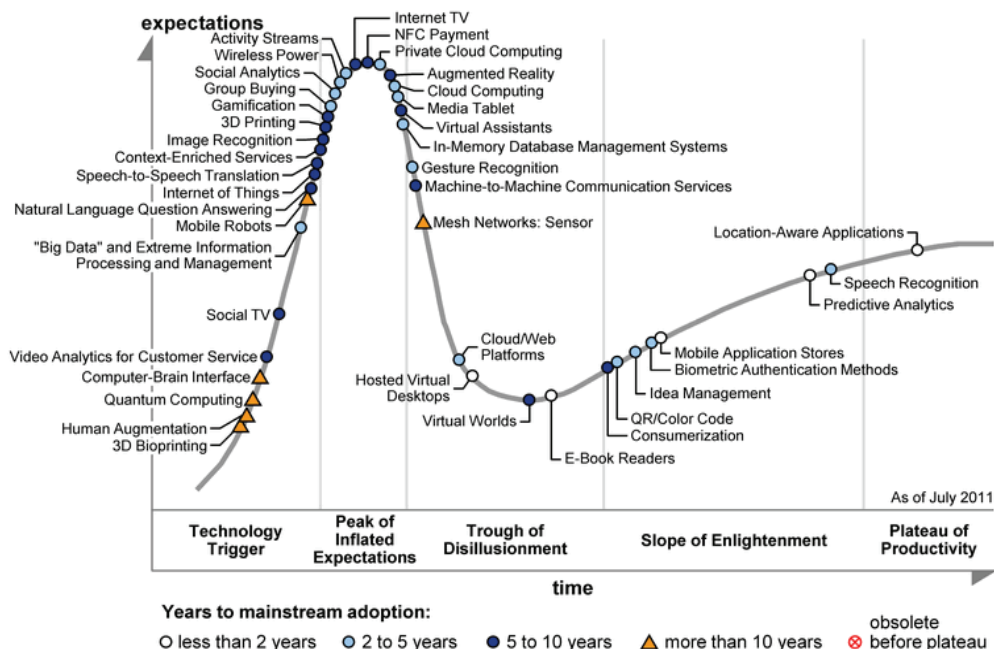 expectations
Internet TV
NFC Payment
Activity Streams
Private Cloud Computing
Wireless Power
Augmented Reality
Social Analytics
Cloud Computing
Group Buying
Media Tablet
Gamification
Virtual Assistants
3D Printing
In-Memory Database Management Systems
Image Recognition
Context-Enriched Services
Gesture Recognition
Speech-to-Speech Translation
Machine-to-Machine Communication Services
Internet of Things
Natural Language Question Answering
Mesh Networks: Sensor
Mobile Robots
Location-Aware Applications
"Big Data" and Extreme Information
Processing and Management
Speech Recognition
Predictive Analytics
Social TV
Cloud/Web
Platforms
Video Analytics for Customer Service
Mobile Application Stores
Computer-Brain Interface
Biometric Authentication Methods
Hosted Virtual
Desktops
Idea Management
Quantum Computing
Virtual Worlds
QR/Color Code
Human Augmentation
Consumerization
3D Bioprinting
E-Book Readers
As of July 2011
Technology
Trigger
Peak of
Inflated
Expectations
Trough of
Disillusionment
Slope of Enlightenment
Plateau of
Productivity
time
Years to mainstream adoption:
less than 2 years
2 to 5 years
5 to 10 years
more than 10 years
obsolete
before plateau